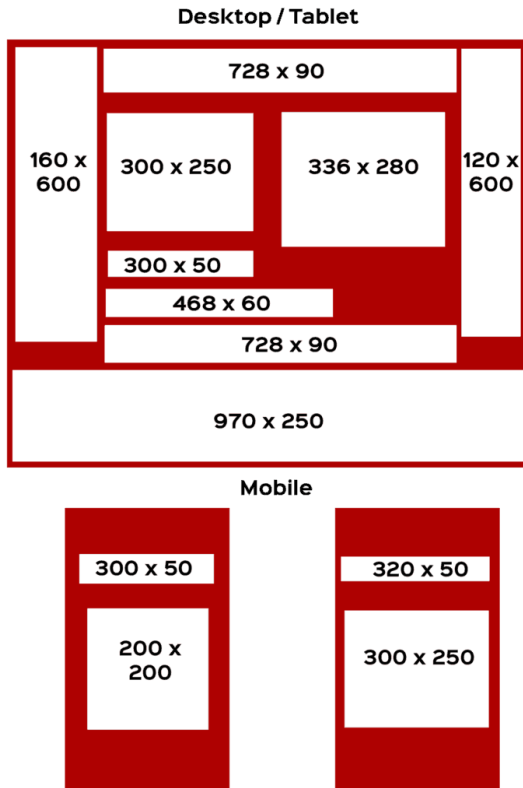 Desktop / Tablet
728 x 90
160 x
600
300 x 250
336 x 280
120 x
600
300 x 50
468 x 60
728 x 90
970 x 250
Mobile
300 x 50
200 x
200
320 x 50
300 x 250